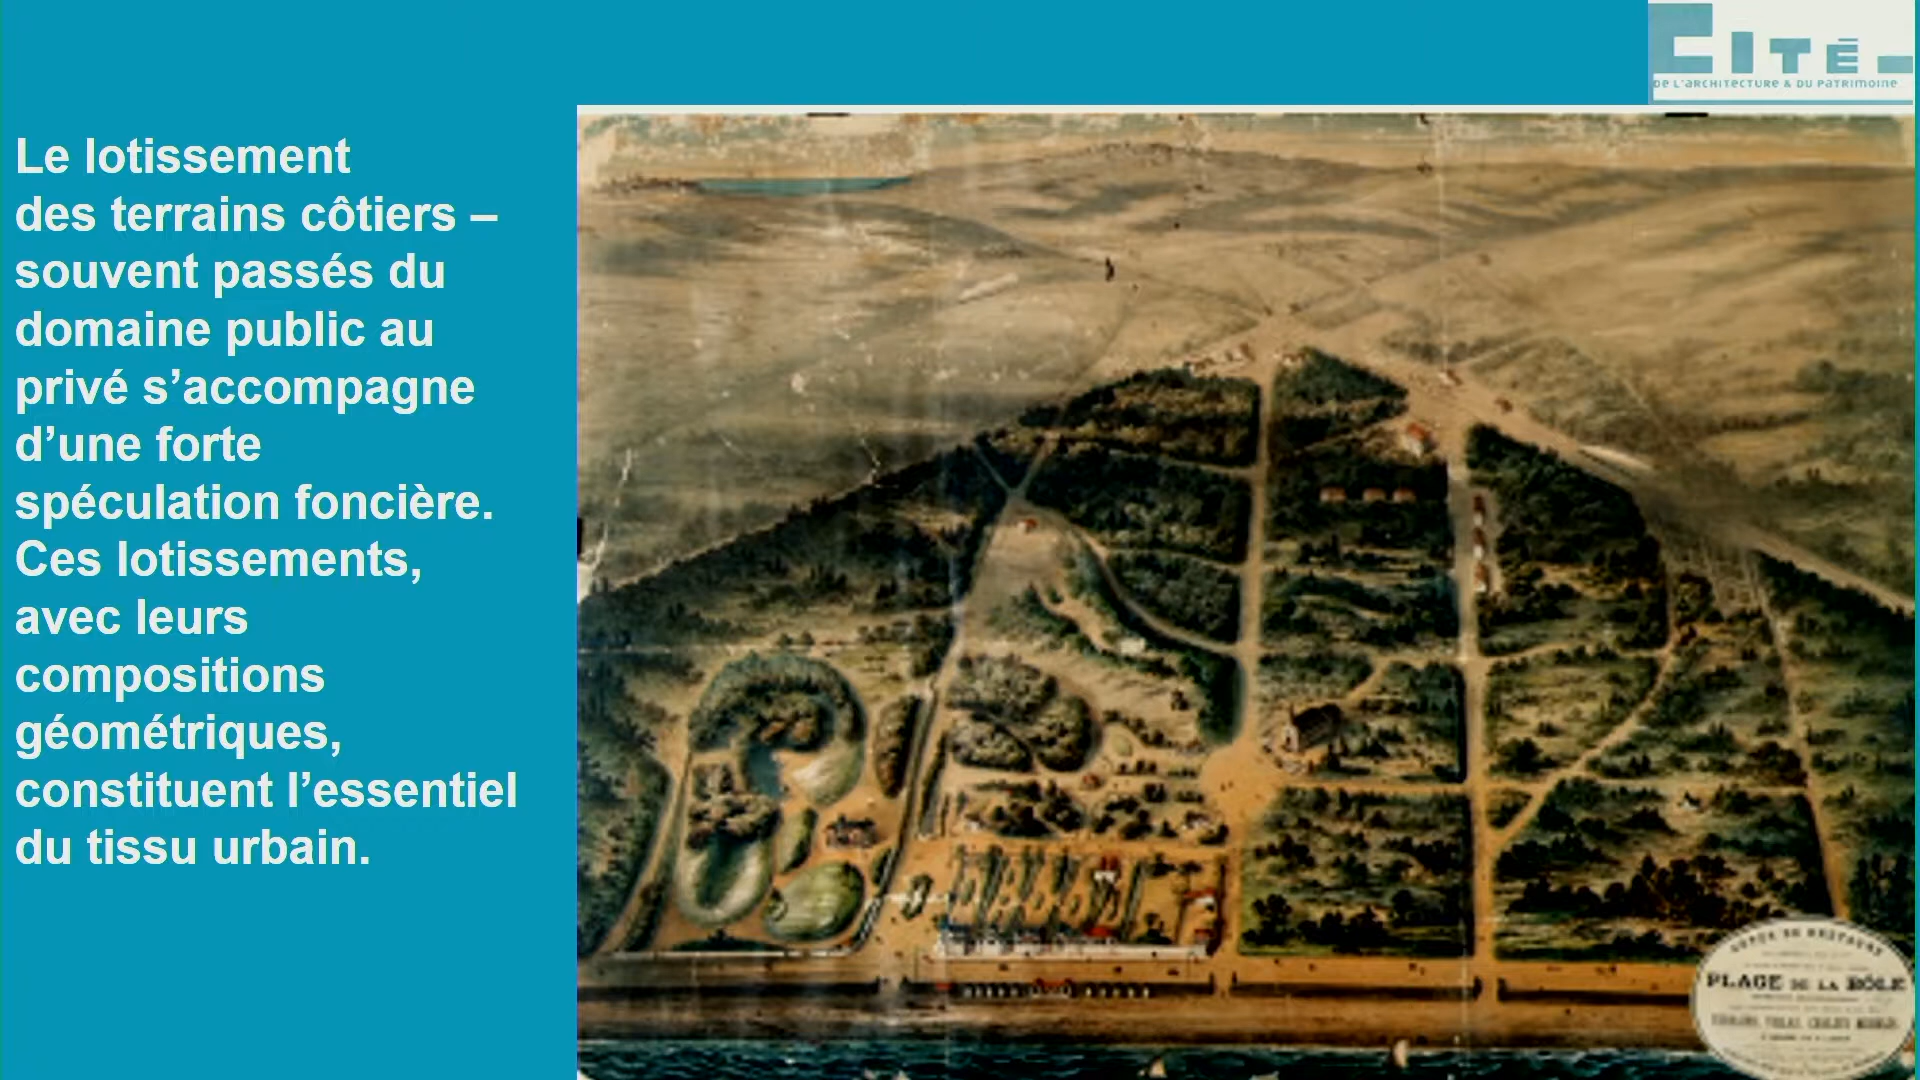 CITÉ
DE L'ARCHITECTURE & DU PATRIMOINE
Le lotissement
des terrains côtiers –
souvent passés du
domaine public au
privé s’accompagne
d’une forte
spéculation foncière.
Ces lotissements,
avec leurs
compositions
géométriques,
constituent l’essentiel
du tissu urbain.
PLAGE DE LA BÔLE